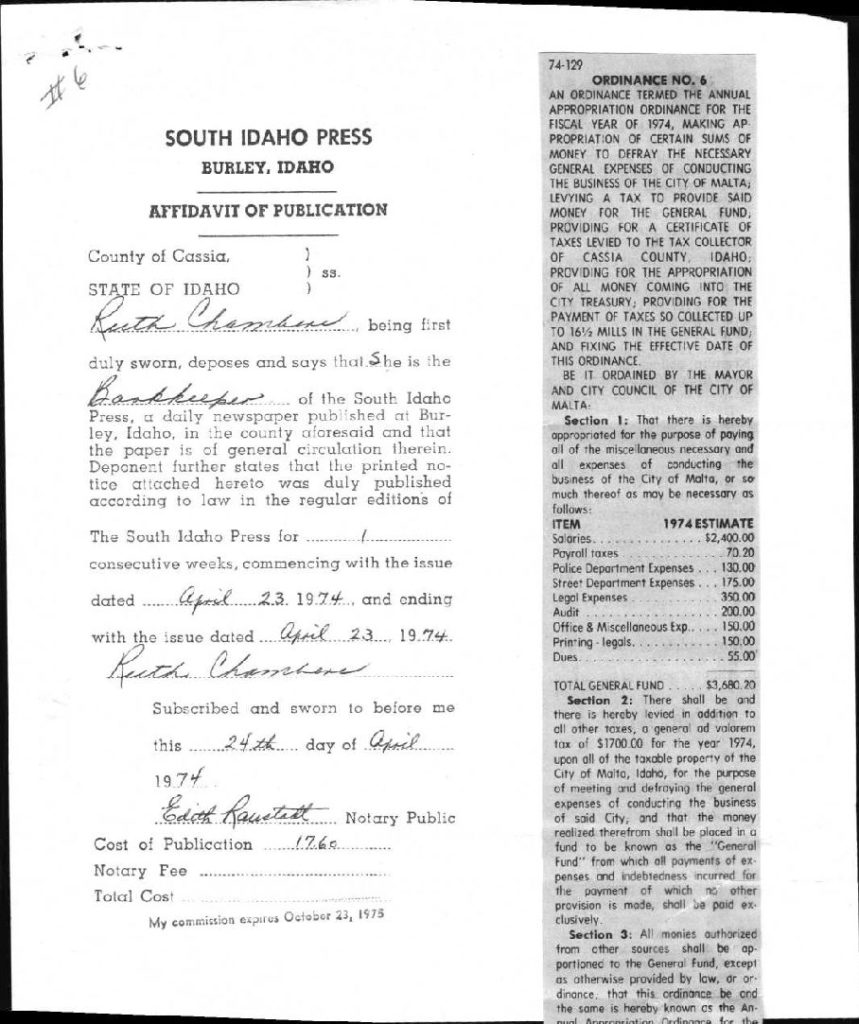 #6
SOUTH IDAHO PRESS
BURLEY, IDAHO
AFFIDAVIT OF PUBLICATION
County of Cassia, )
) ss.
STATE OF IDAHO )
Ruth Chambers, being first
duly sworn, deposes and says that She is the
Bookkeeper of the South Idaho
Press, a daily newspaper published at Bur-
ley, Idaho, in the county aforesaid and that
the paper is of general circulation therein.
Deponent further states that the printed no-
tice attached hereto was duly published
according to law in the regular editions of
The South Idaho Press for 1
consecutive weeks, commencing with the issue
dated April 23 1974, and ending
with the issue dated April 23, 1974.
Ruth Chambers
Subscribed and sworn to before me
this 24th day of April
1974
Edith Notary Public
Cost of Publication 17.60
Notary Fee
Total Cost
My commission expires October 23, 1975
74-129
ORDINANCE NO. 6
AN ORDINANCE TERMED THE ANNUAL
APPROPRIATION ORDINANCE FOR THE
FISCAL YEAR OF 1974, MAKING AP-
PROPRIATION OF CERTAIN SUMS OF
MONEY TO DEFRAY THE NECESSARY
GENERAL EXPENSES OF CONDUCTING
THE BUSINESS OF THE CITY OF MALTA;
LEVYING A TAX TO PROVIDE SAID
MONEY FOR THE GENERAL FUND,
PROVIDING FOR A CERTIFICATE OF
TAXES LEVIED TO THE TAX COLLECTOR
OF CASSIA COUNTY, IDAHO;
PROVIDING FOR THE APPROPRIATION
OF ALL MONEY COMING INTO THE
CITY TREASURY; PROVIDING FOR THE
PAYMENT OF TAXES SO COLLECTED UP
TO 16½ MILLS IN THE GENERAL FUND;
AND FIXING THE EFFECTIVE DATE OF
THIS ORDINANCE.
BE IT ORDAINED BY THE MAYOR
AND CITY COUNCIL OF THE CITY OF
MALTA:
Section 1: That there is hereby
appropriated for the purpose of paying
all of the miscellaneous necessary and
all expenses of conducting the
business of the City of Malta, or so
much thereof as may be necessary as
follows:
ITEM 1974 ESTIMATE
Salaries. . . . . . . . . . . . . . . $2,400.00
Payroll taxes . . . . . . . . . . . . . 70.20
Police Department Expenses . . . 130.00
Street Department Expenses . . . 175.00
Legal Expenses . . . . . . . . . . . . 350.00
Audit . . . . . . . . . . . . . . . . . . 200.00
Office & Miscellaneous Exp. . . . . 150.00
Printing - legals. . . . . . . . . . . . 150.00
Dues. . . . . . . . . . . . . . . . . . . 55.00
TOTAL GENERAL FUND . . . . . $3,680.20
Section 2: There shall be and
there is hereby levied in addition to
all other taxes, a general ad valorem
tax of $1700.00 for the year 1974,
upon all of the taxable property of the
City of Malta, Idaho, for the purpose
of meeting and defraying the general
expenses of conducting the business
of said City, and that the money
realized therefrom shall be placed in a
fund to be known as the "General
Fund" from which all payments of ex-
penses and indebtedness incurred for
the payment of which no other
provision is made, shall be paid ex-
clusively.
Section 3: All monies authorized
from other sources shall be ap-
portioned to the General Fund, except
as otherwise provided by law, or or-
dinance, that this ordinance be and
the same is hereby known as the An-
nual Appropriation Ordinance for the